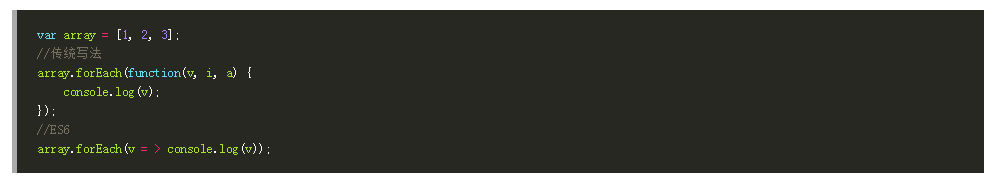 var array = [1, 2, 3];
//传统写法
array.forEach(function(v, i, a) {
    console.log(v);
});
//ES6
array.forEach(v = > console.log(v));